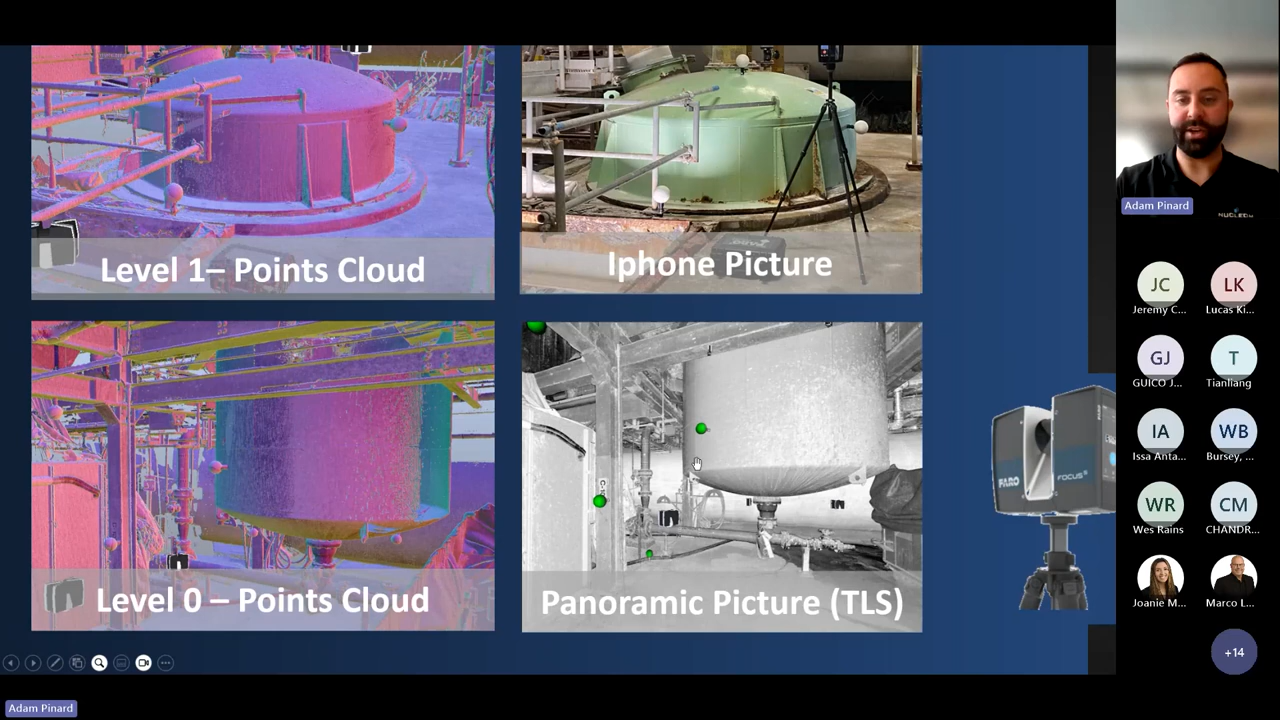 Level 1– Points Cloud
Iphone Picture
Level 0 – Points Cloud
Panoramic Picture (TLS)
FARO
FOCUS
Adam Pinard
JC
Jeremy C...
LK
Lucas Ki...
GJ
GUICO J...
T
Tianliang
IA
Issa Anta...
WB
Bursey, ...
WR
Wes Rains
CM
CHANDR...
Joanie M...
Marco L...
+14
Adam Pinard